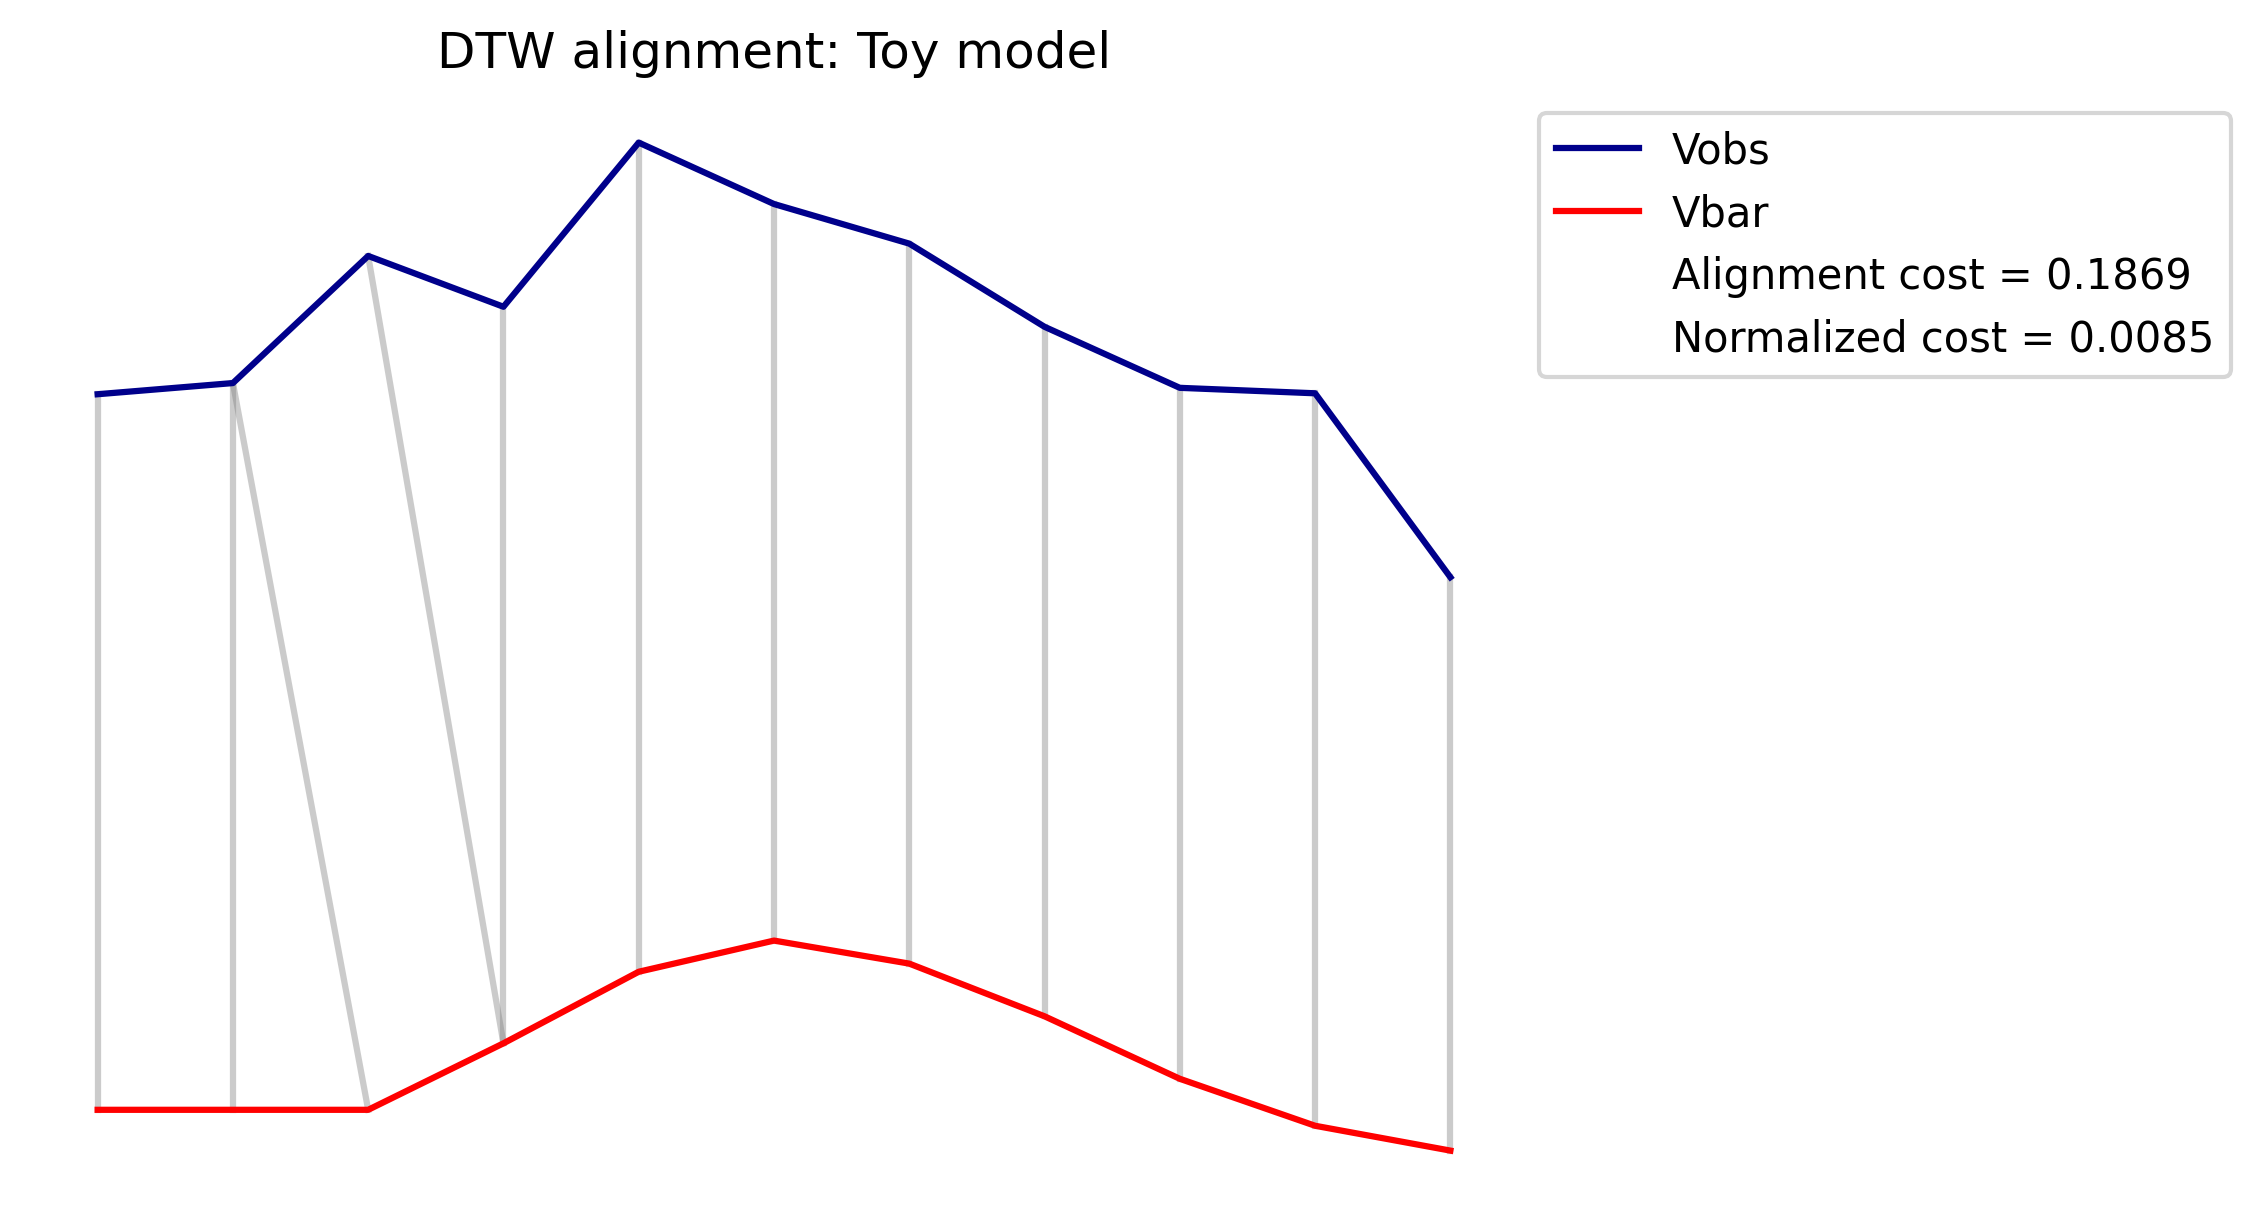 DTW alignment: Toy model
Vobs
Vbar
Alignment cost = 0.1869
Normalized cost = 0.0085